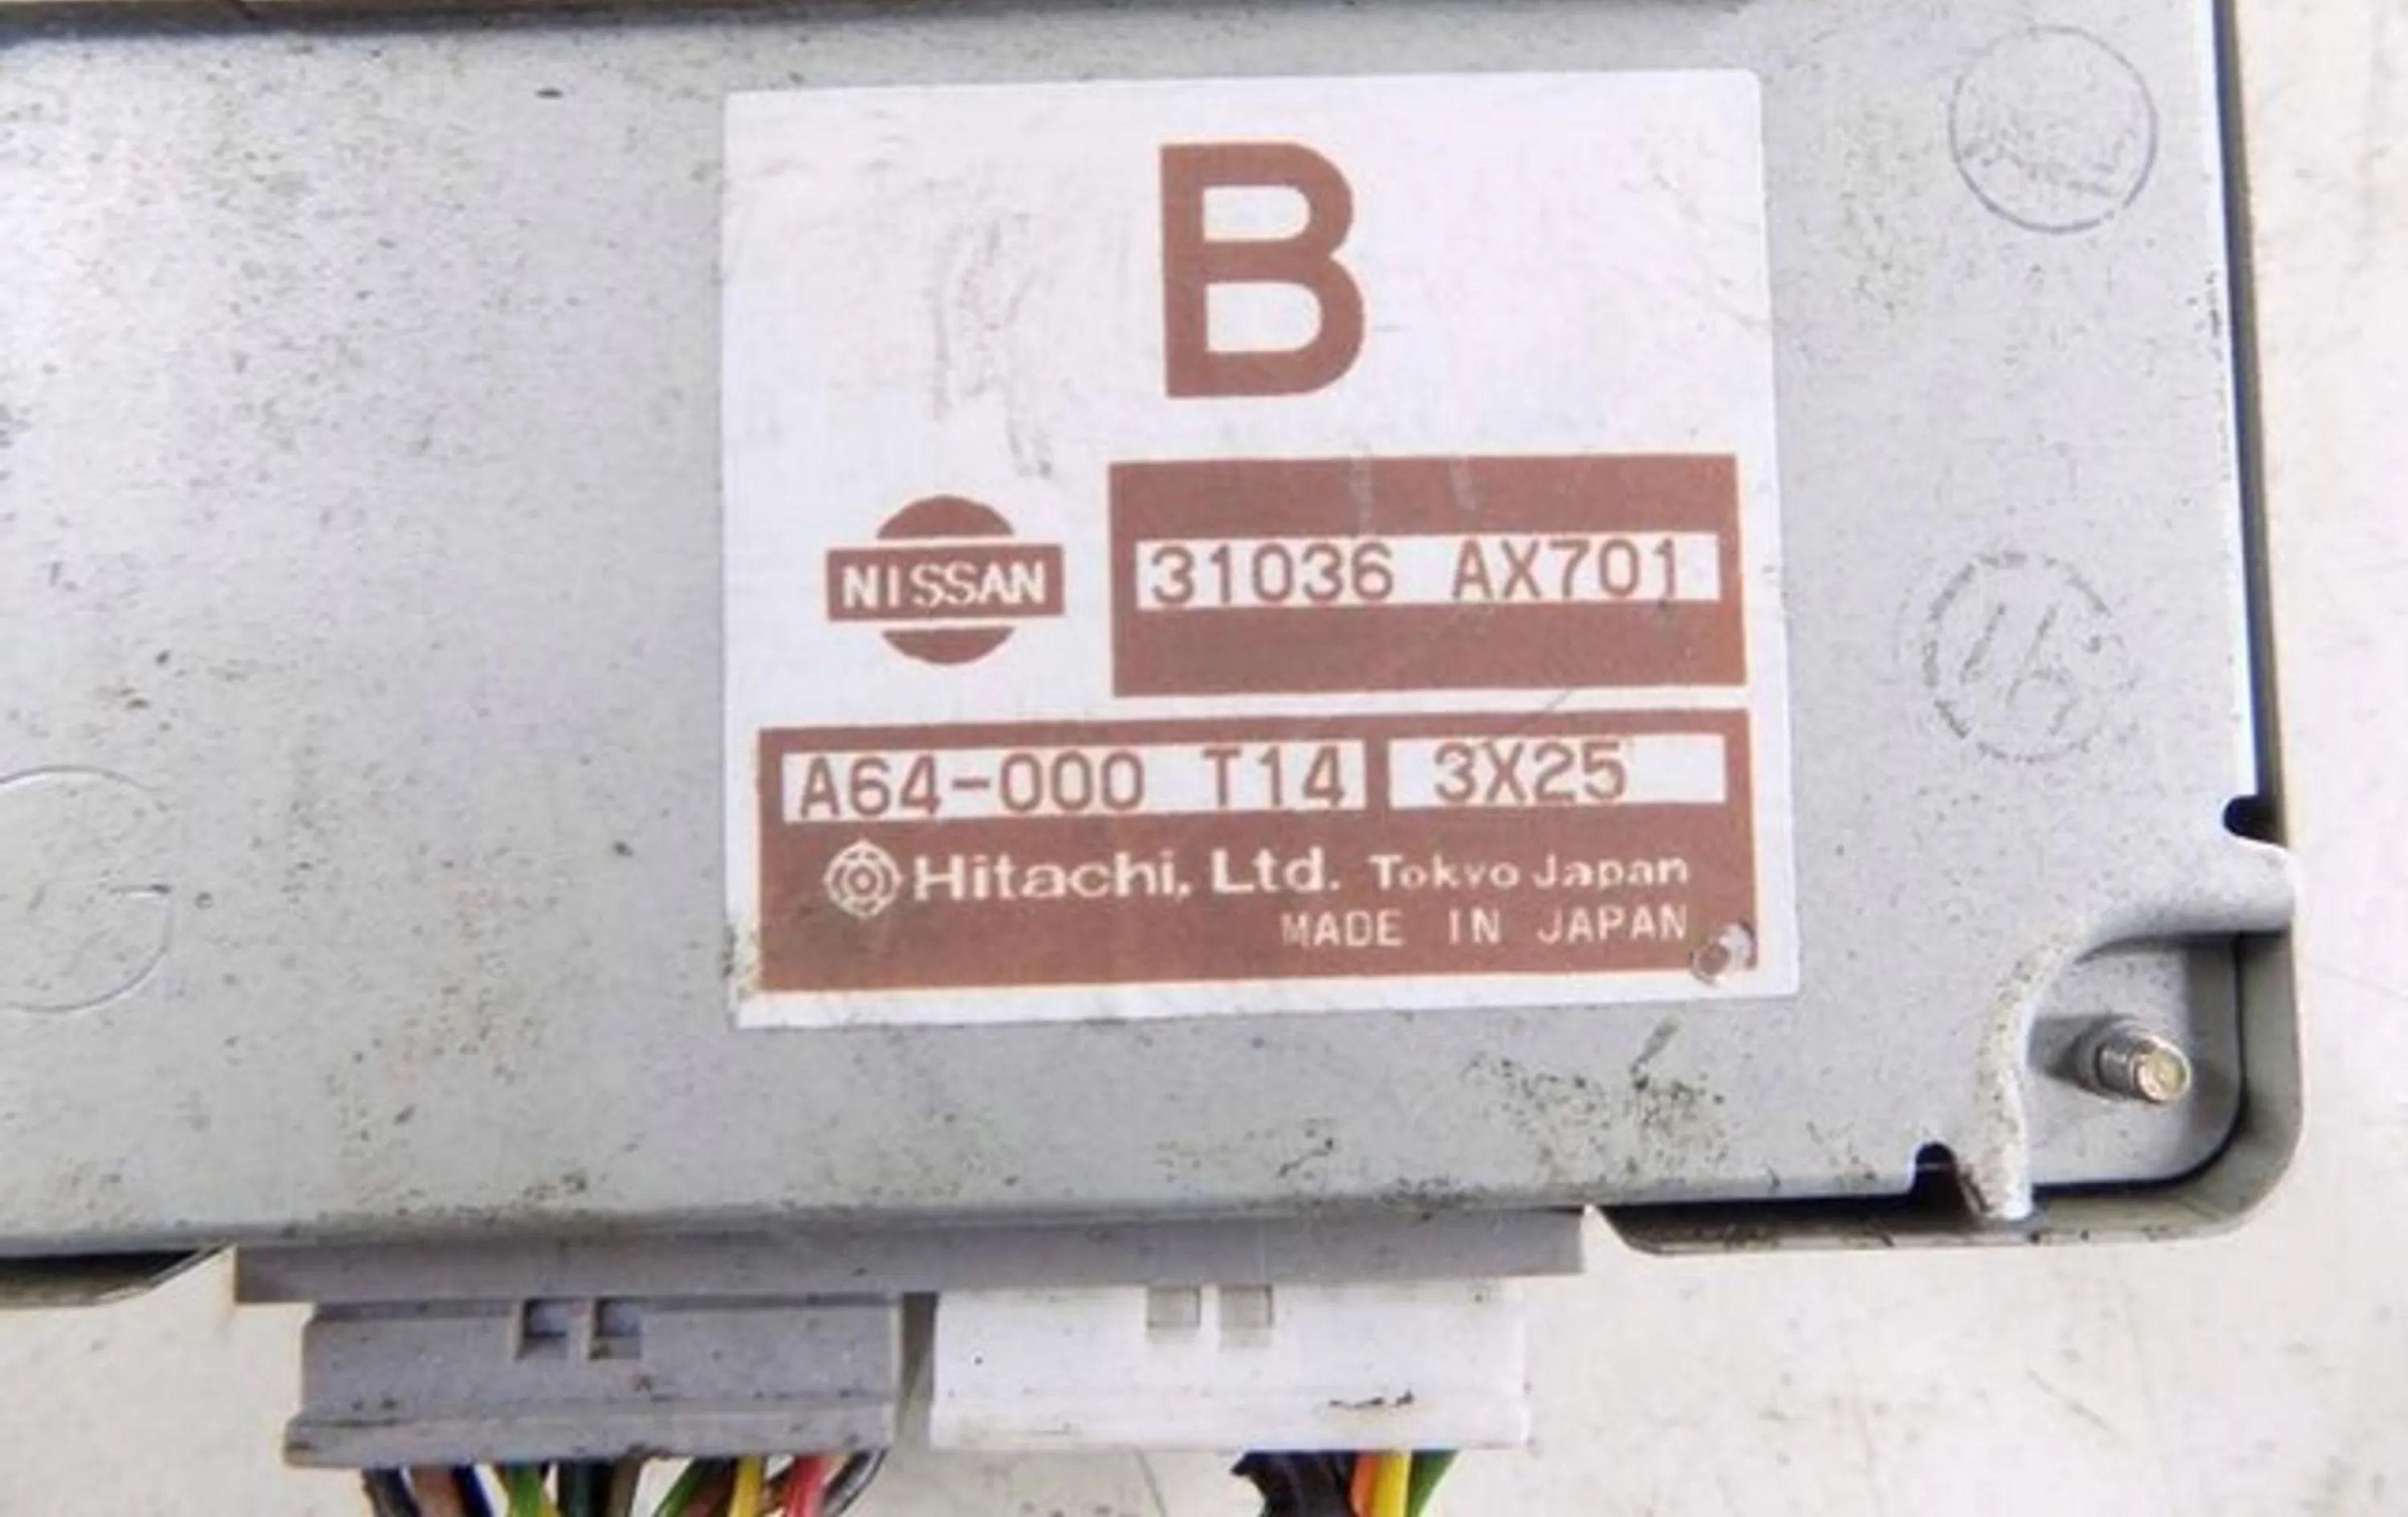 B
NISSAN
31036 AX701
A64-000 T14 3X25
Hitachi, Ltd. Tokyo Japan
MADE IN JAPAN